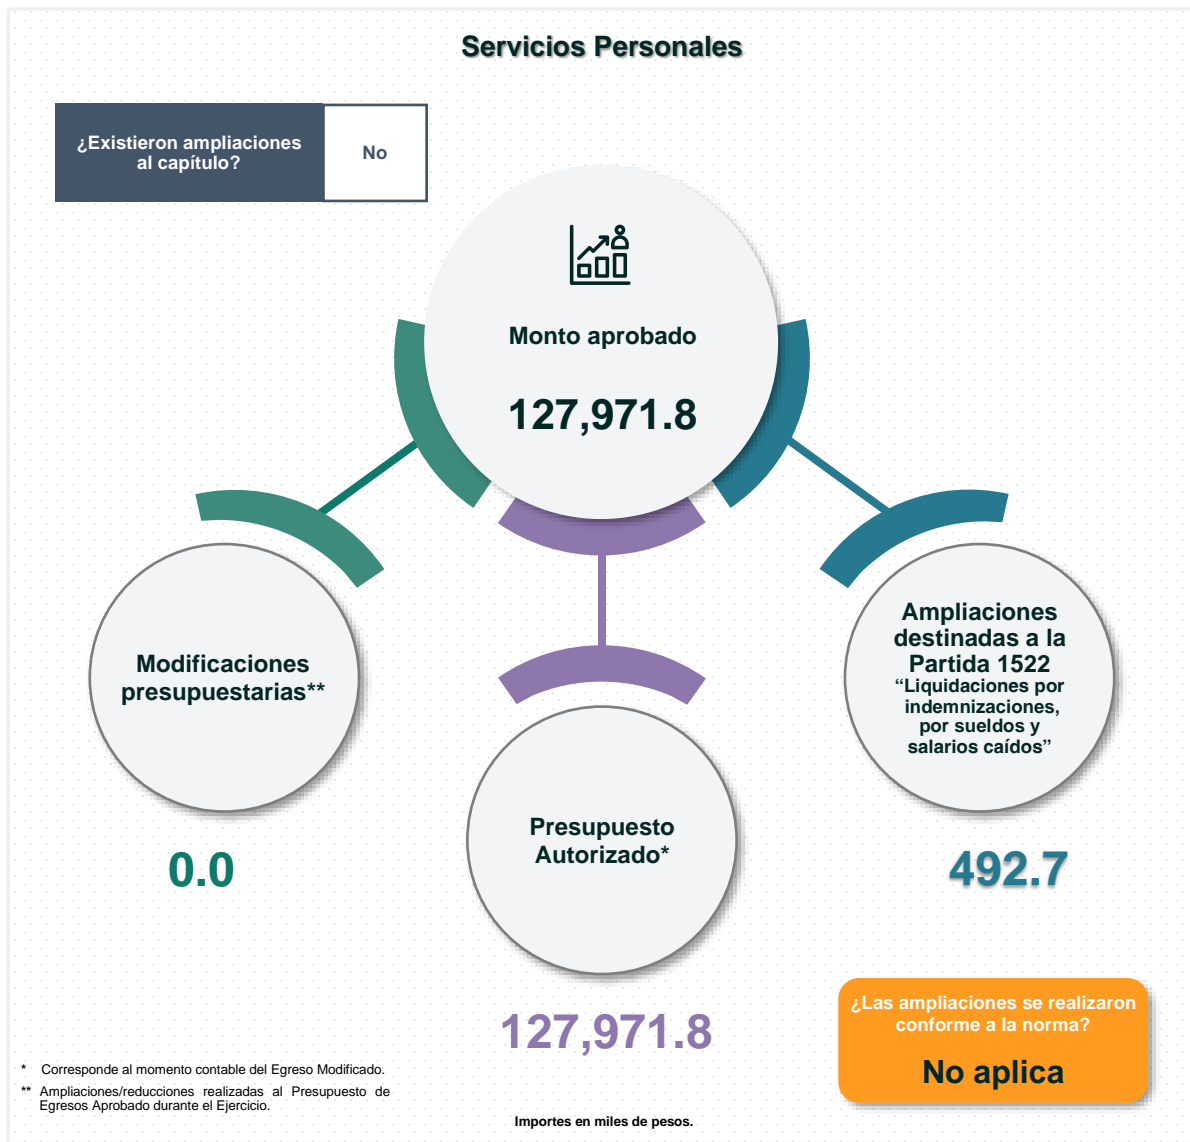 Servicios Personales
¿Existieron ampliaciones
al capítulo?
No
Monto aprobado
127,971.8
Modificaciones
presupuestarias**
0.0
Presupuesto
Autorizado*
127,971.8
Ampliaciones
destinadas a la
Partida 1522
“Liquidaciones por
indemnizaciones,
por sueldos y
salarios caídos”
492.7
¿Las ampliaciones se realizaron
conforme a la norma?
No aplica
* Corresponde al momento contable del Egreso Modificado.
** Ampliaciones/reducciones realizadas al Presupuesto de
Egresos Aprobado durante el Ejercicio.
Importes en miles de pesos.